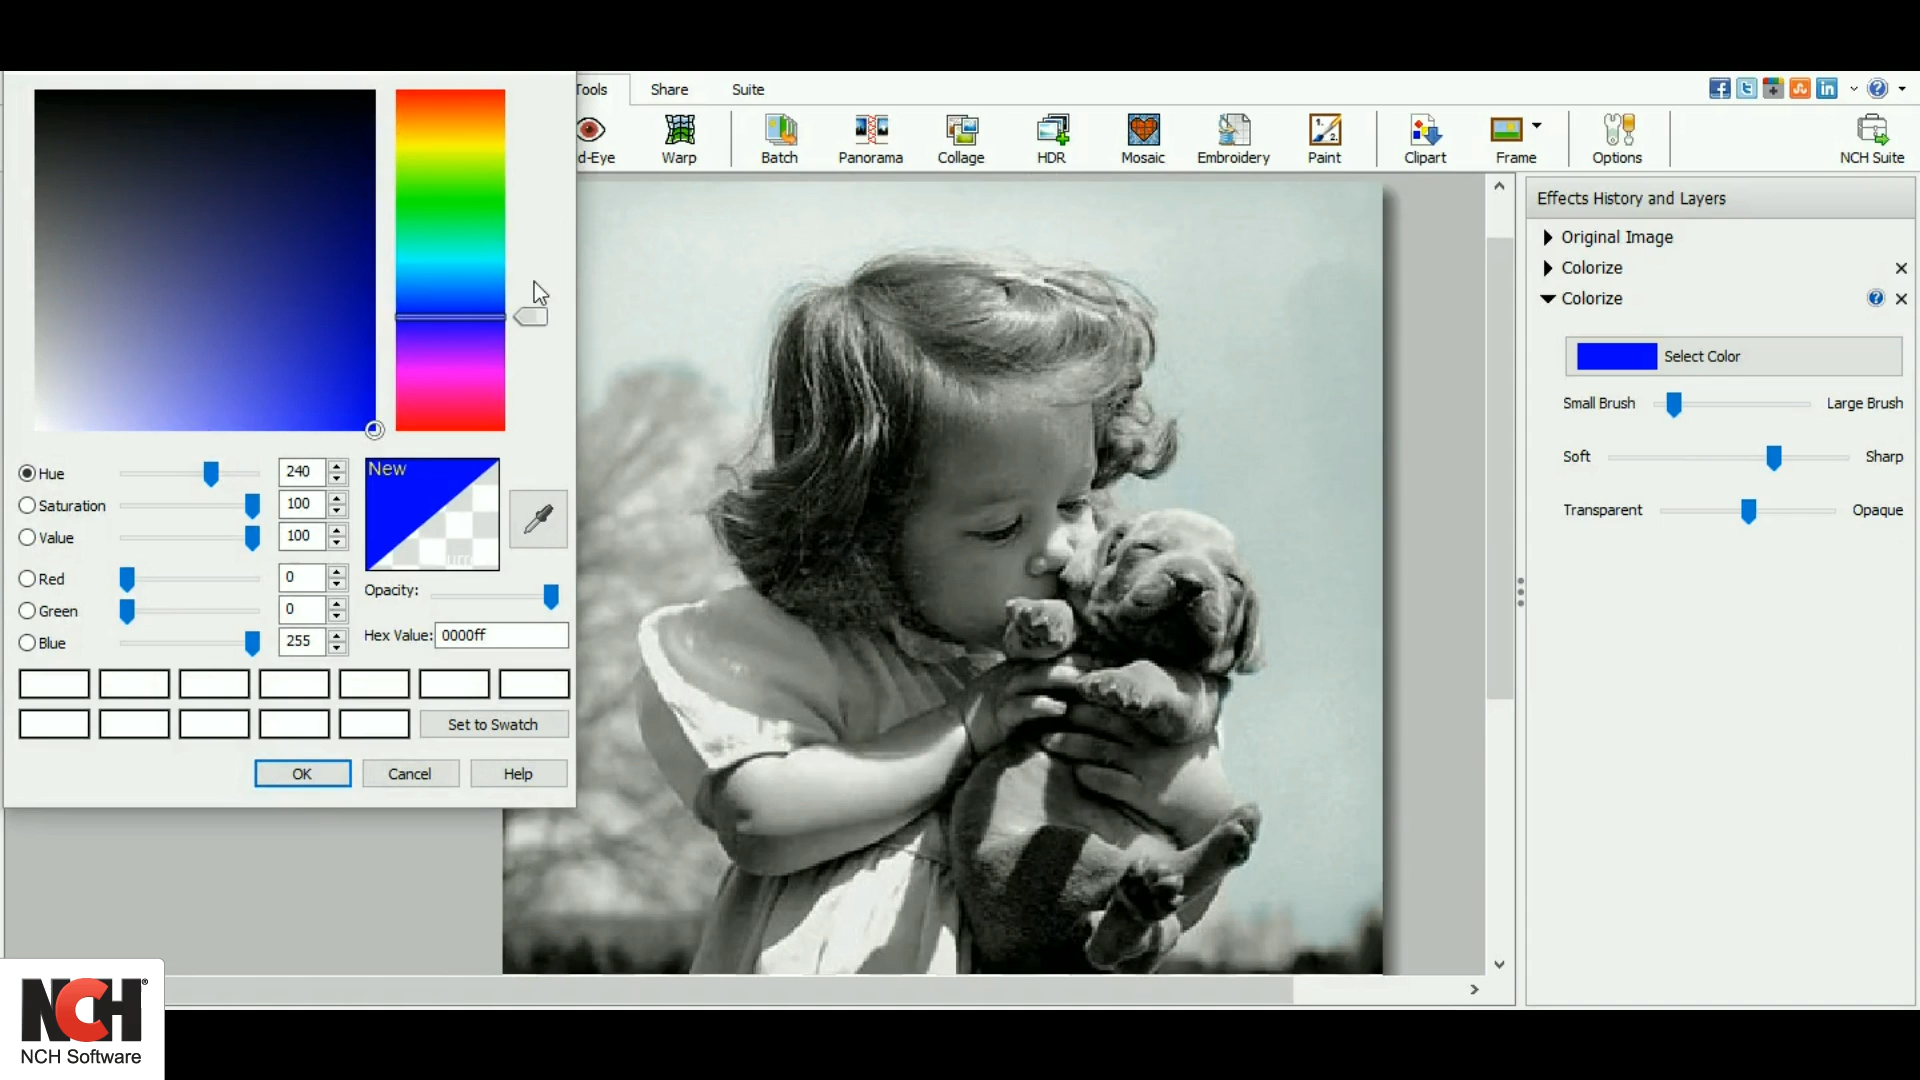 Tools
Share
Suite
d-Eye
Warp
Batch
Panorama
Collage
HDR
Mosaic
Embroidery
Paint
Clipart
Frame
Options
NCH Suite
Effects History and Layers
Original Image
Colorize
Colorize
Select Color
Small Brush
Large Brush
Soft
Sharp
Transparent
Opaque
Hue
240
Saturation
100
Value
100
Red
0
Green
0
Blue
255
New
Opacity:
Hex Value:
0000ff
Set to Swatch
OK
Cancel
Help
NCH®
NCH Software